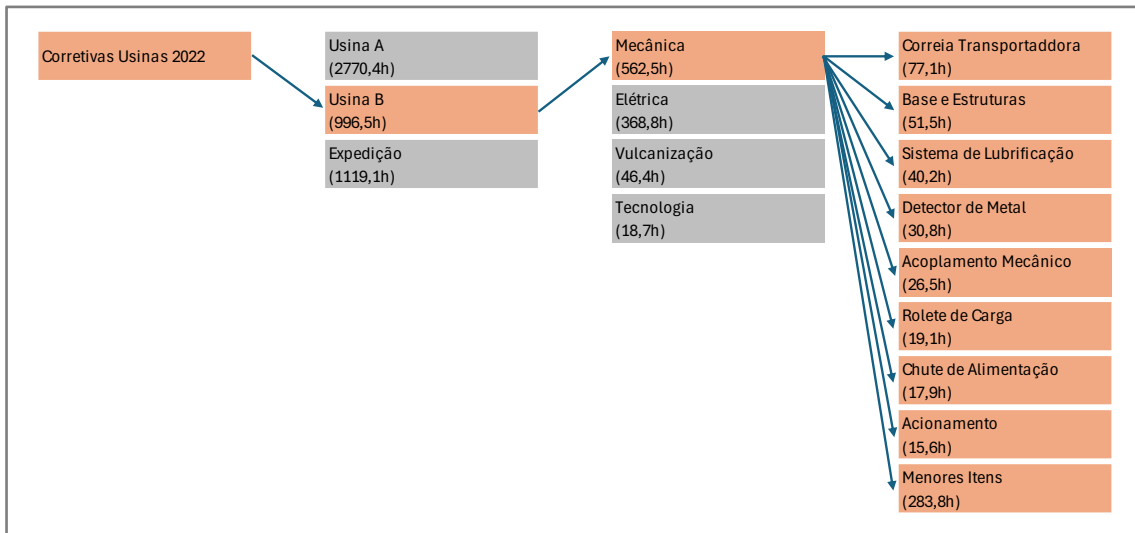 Corretivas Usinas 2022
Usina A
(2770,4h)
Usina B
(996,5h)
Expedição
(1119,1h)
Mecânica
(562,5h)
Elétrica
(368,8h)
Vulcanização
(46,4h)
Tecnologia
(18,7h)
Correia Transportaddora
(77,1h)
Base e Estruturas
(51,5h)
Sistema de Lubrificação
(40,2h)
Detector de Metal
(30,8h)
Acoplamento Mecânico
(26,5h)
Rolete de Carga
(19,1h)
Chute de Alimentação
(17,9h)
Acionamento
(15,6h)
Menores Itens
(283,8h)